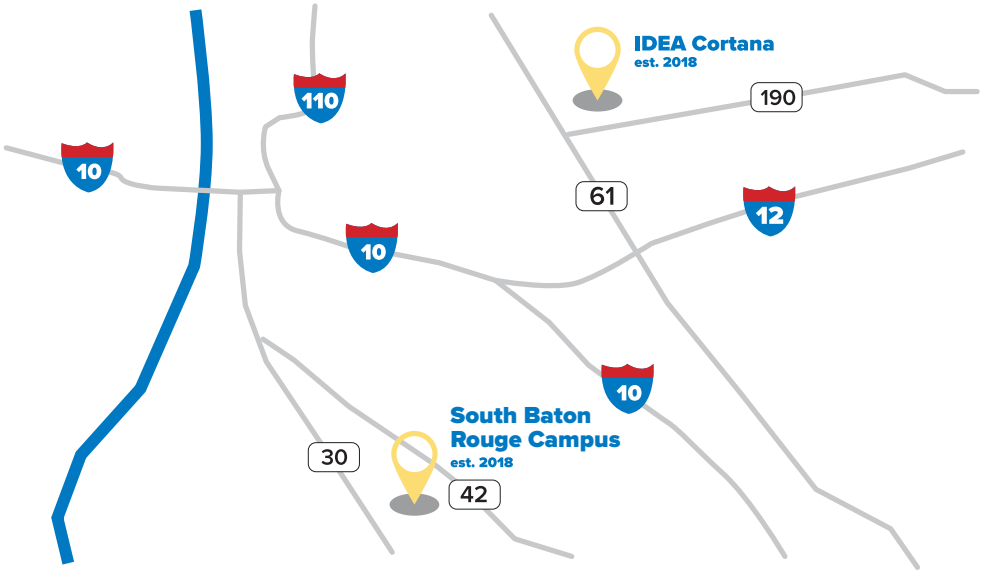 IDEA Cortana
est. 2018
190
110
10
61
12
10
10
South Baton
Rouge Campus
est. 2018
30
42